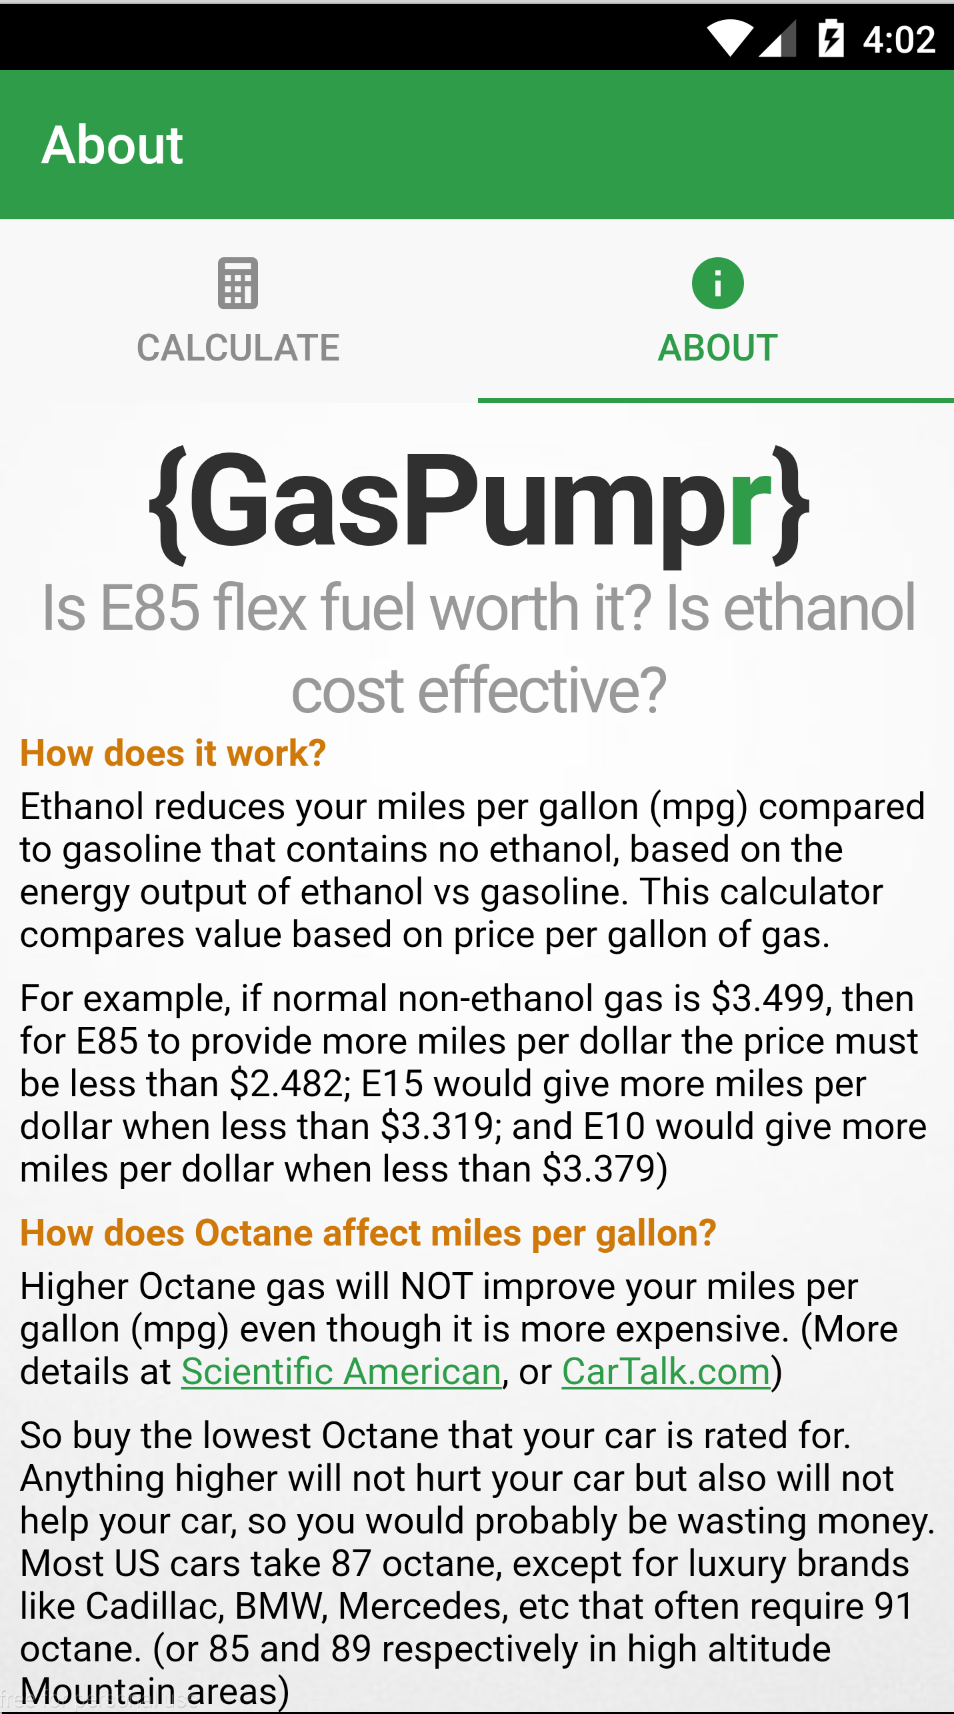 4:02
About
CALCULATE
ABOUT
{GasPumpr}
Is E85 flex fuel worth it? Is ethanol
cost effective?
How does it work?
Ethanol reduces your miles per gallon (mpg) compared
to gasoline that contains no ethanol, based on the
energy output of ethanol vs gasoline. This calculator
compares value based on price per gallon of gas.
For example, if normal non-ethanol gas is $3.499, then
for E85 to provide more miles per dollar the price must
be less than $2.482; E15 would give more miles per
dollar when less than $3.319; and E10 would give more
miles per dollar when less than $3.379)
How does Octane affect miles per gallon?
Higher Octane gas will NOT improve your miles per
gallon (mpg) even though it is more expensive. (More
details at Scientific American, or CarTalk.com)
So buy the lowest Octane that your car is rated for.
Anything higher will not hurt your car but also will not
help your car, so you would probably be wasting money.
Most US cars take 87 octane, except for luxury brands
like Cadillac, BMW, Mercedes, etc that often require 91
octane. (or 85 and 89 respectively in high altitude
Mountain areas)
free for personal use